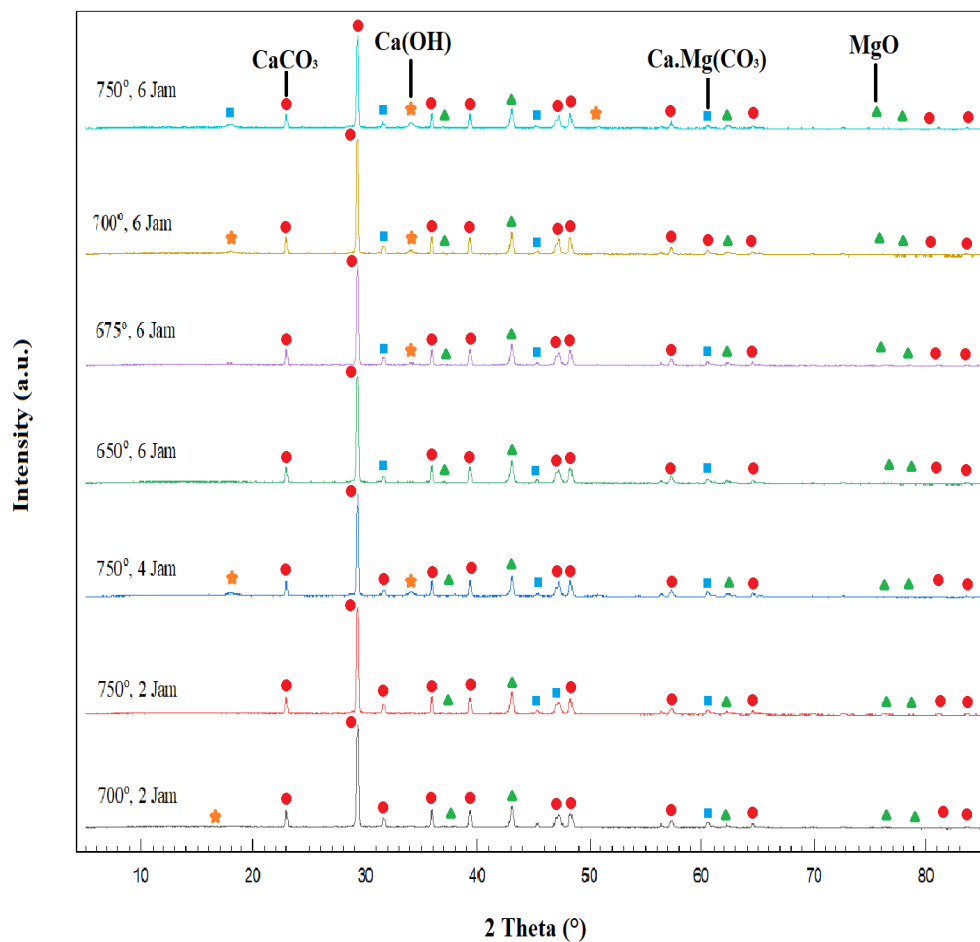 CaCO₃
Ca(OH)
Ca.Mg(CO₃)
MgO
750°, 6 Jam
700°, 6 Jam
675°, 6 Jam
650°, 6 Jam
750°, 4 Jam
750°, 2 Jam
700°, 2 Jam
Intensity (a.u.)
10 20 30 40 50 60 70 80
2 Theta (°)